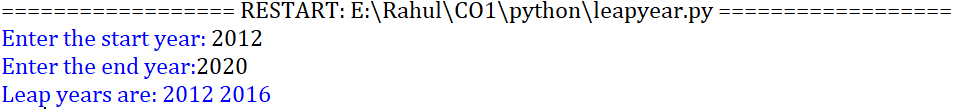 ================== RESTART: E:\Rahul\CO1\python\leapyear.py ==================
Enter the start year: 2012
Enter the end year:2020
Leap years are: 2012 2016